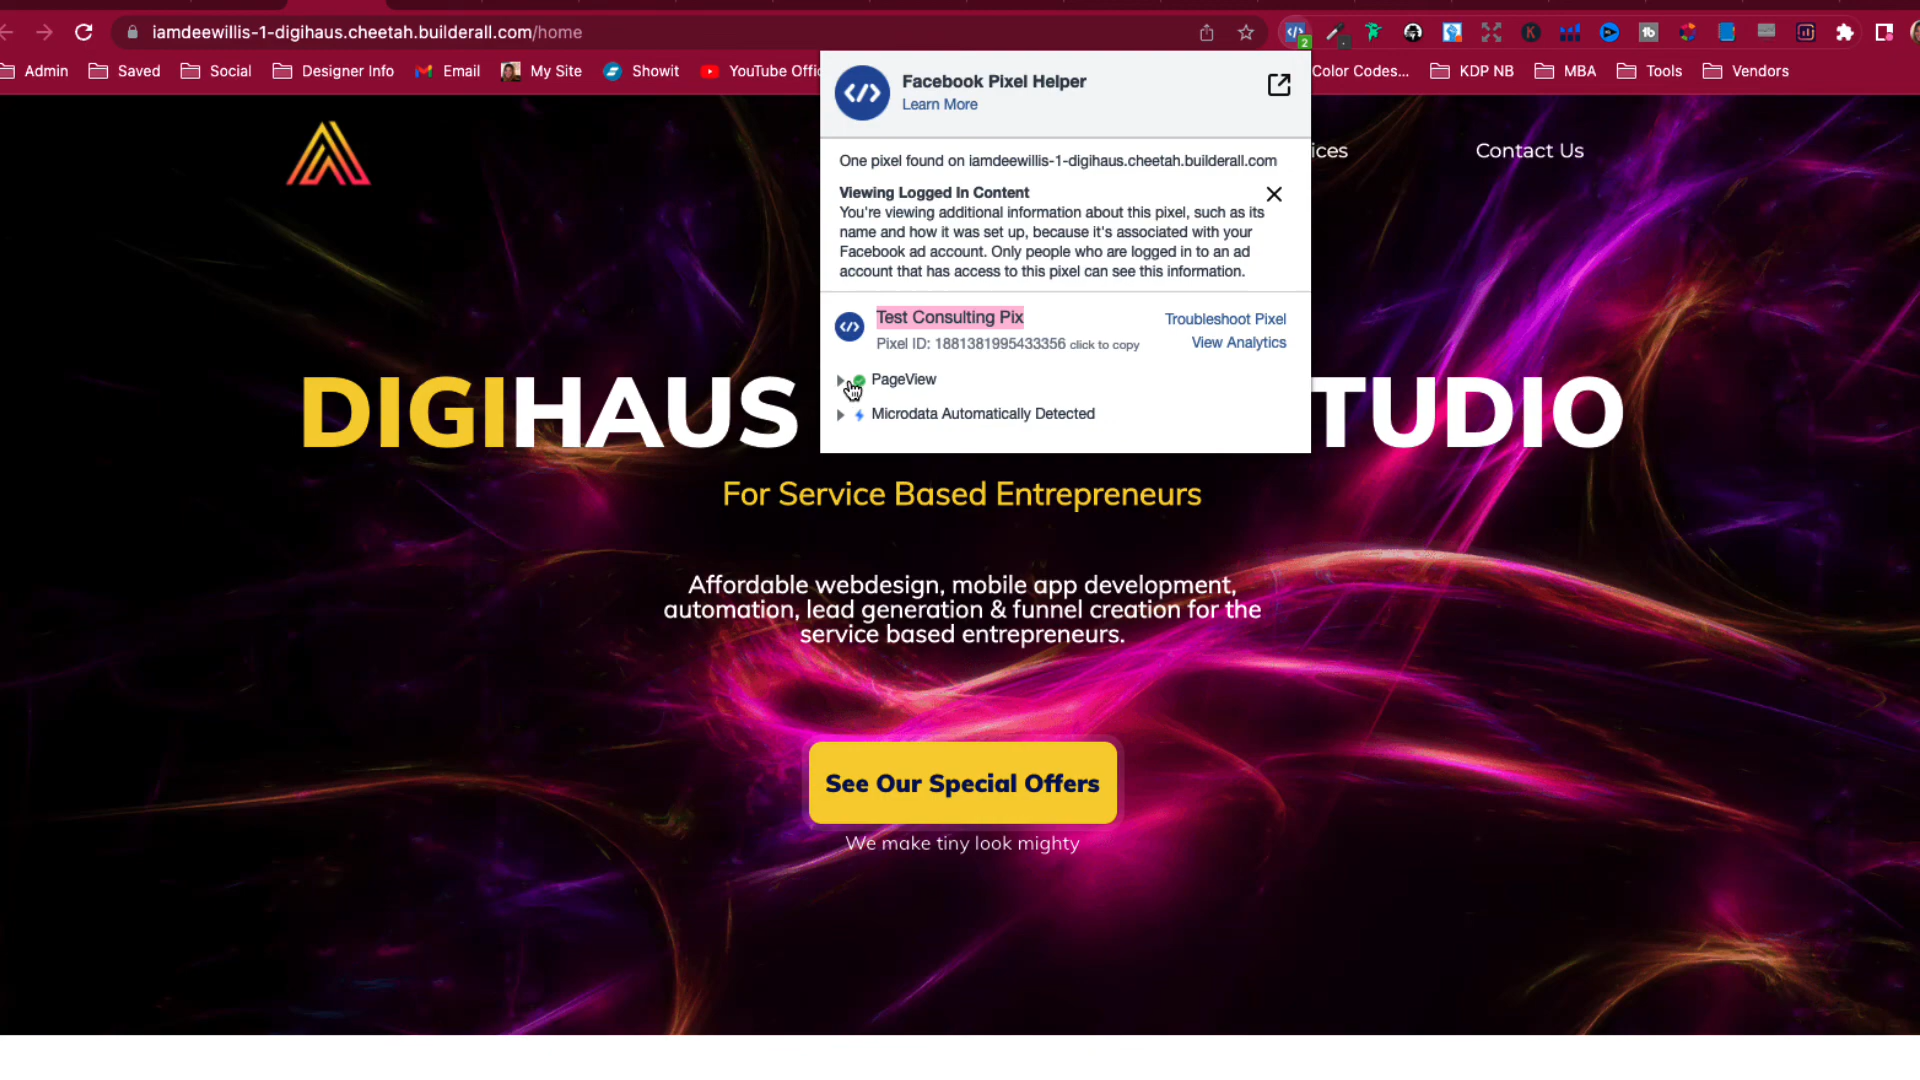 iamdeewillis-1-digihaus.cheetah.builderall.com/home
2
Admin
Saved
Social
Designer Info
Email
My Site
Showit
YouTube Offic
Color Codes...
KDP NB
MBA
Tools
Vendors
Facebook Pixel Helper
Learn More
One pixel found on iamdeewillis-1-digihaus.cheetah.builderall.com
Viewing Logged In Content
You're viewing additional information about this pixel, such as its
name and how it was set up, because it's associated with your
Facebook ad account. Only people who are logged in to an ad
account that has access to this pixel can see this information.
Test Consulting Pix
Troubleshoot Pixel
Pixel ID: 1881381995433356 click to copy
View Analytics
PageView
Microdata Automatically Detected
ices
Contact Us
DIGIHAUS TUDIO
For Service Based Entrepreneurs
Affordable webdesign, mobile app development,
automation, lead generation & funnel creation for the
service based entrepreneurs.
See Our Special Offers
We make tiny look mighty